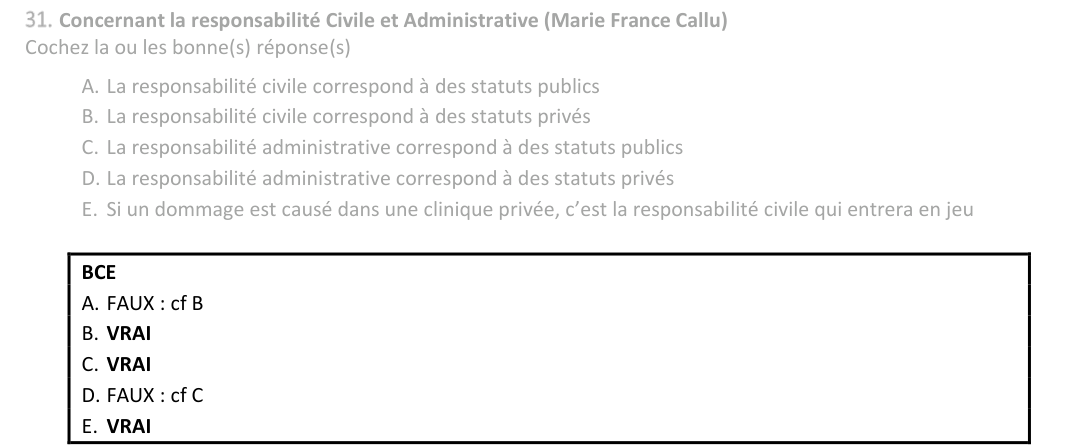 31. Concernant la responsabilité Civile et Administrative (Marie France Callu)
Cochez la ou les bonne(s) réponse(s)
A. La responsabilité civile correspond à des statuts publics
B. La responsabilité civile correspond à des statuts privés
C. La responsabilité administrative correspond à des statuts publics
D. La responsabilité administrative correspond à des statuts privés
E. Si un dommage est causé dans une clinique privée, c’est la responsabilité civile qui entrera en jeu
BCE
A. FAUX : cf B
B. VRAI
C. VRAI
D. FAUX : cf C
E. VRAI